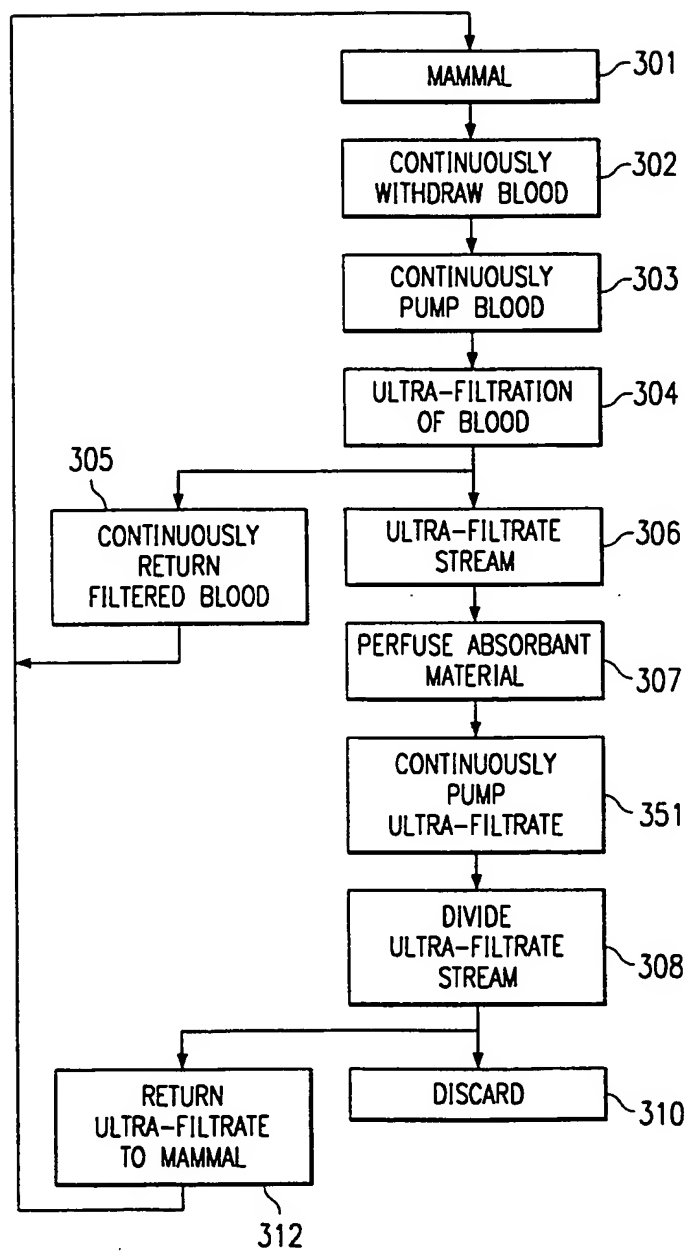 MAMMAL
301
CONTINUOUSLY
WITHDRAW BLOOD
302
CONTINUOUSLY
PUMP BLOOD
303
ULTRA-FILTRATION
OF BLOOD
304
305
CONTINUOUSLY
RETURN
FILTERED BLOOD
ULTRA-FILTRATE
STREAM
306
PERFUSE ABSORBANT
MATERIAL
307
CONTINUOUSLY
PUMP
ULTRA-FILTRATE
351
DIVIDE
ULTRA-FILTRATE
STREAM
308
RETURN
ULTRA-FILTRATE
TO MAMMAL
312
DISCARD
310